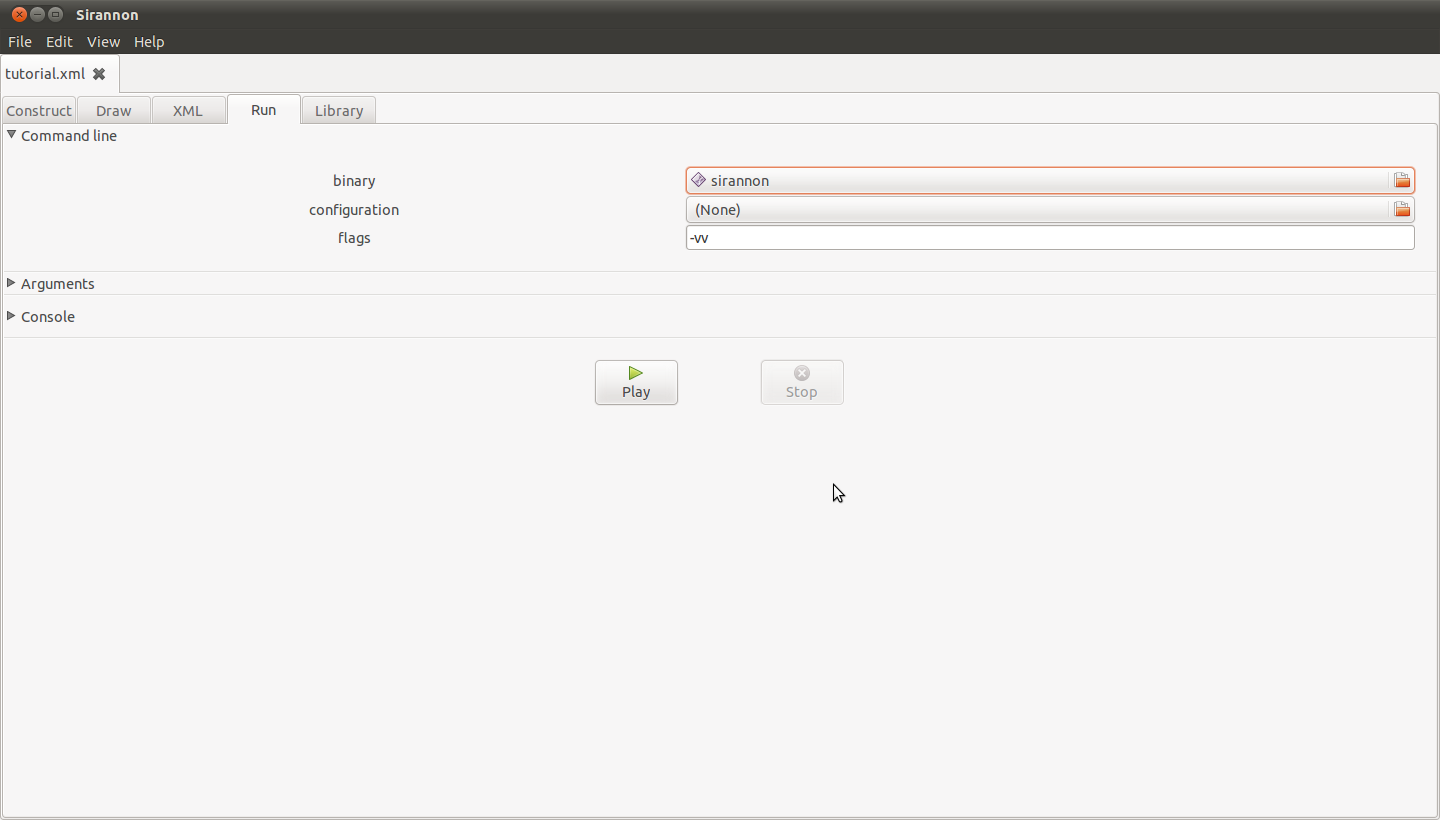 Sirannon
File Edit View Help
tutorial.xml
Construct Draw XML Run Library
Command line
binary sirannon
configuration (None)
flags -vv
Arguments
Console
Play Stop